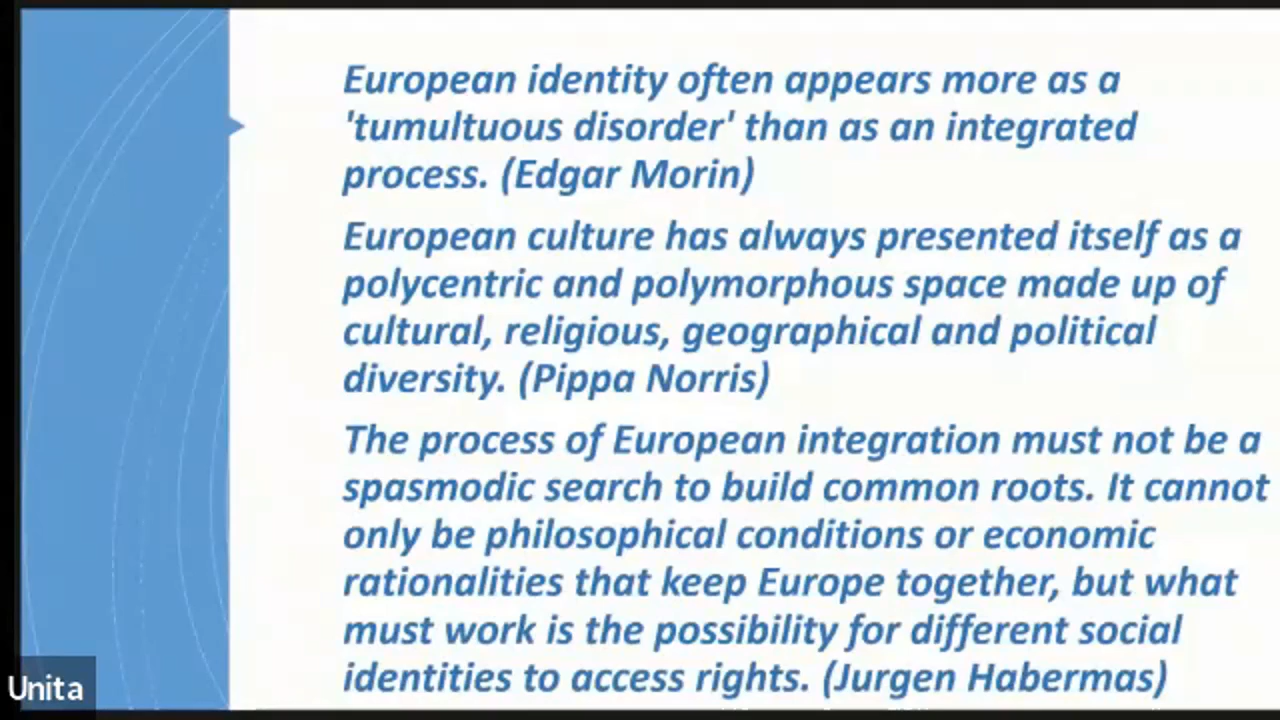 European identity often appears more as a
'tumultuous disorder' than as an integrated
process. (Edgar Morin)
European culture has always presented itself as a
polycentric and polymorphous space made up of
cultural, religious, geographical and political
diversity. (Pippa Norris)
The process of European integration must not be a
spasmodic search to build common roots. It cannot
only be philosophical conditions or economic
rationalities that keep Europe together, but what
must work is the possibility for different social
identities to access rights. (Jurgen Habermas)
Unita